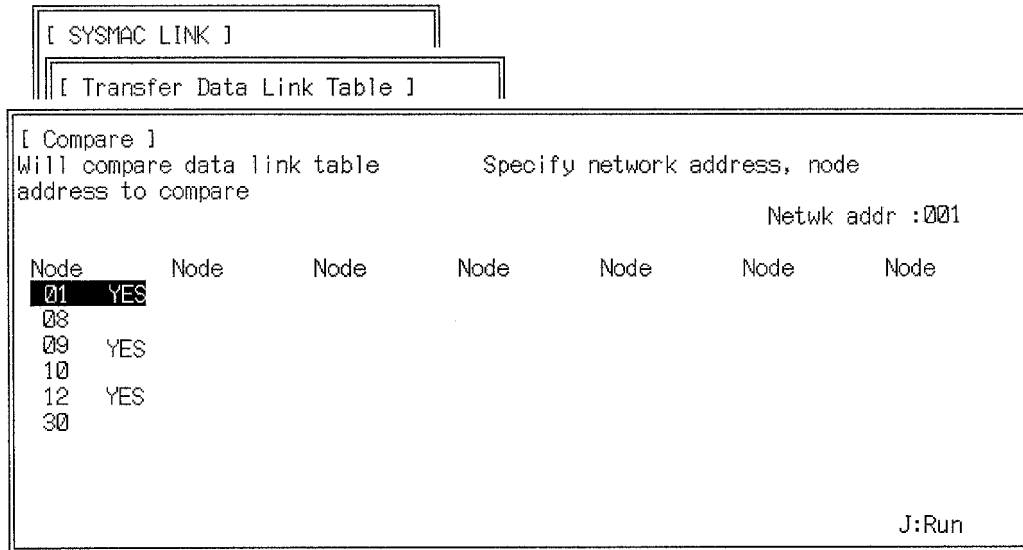 [ SYSMAC LINK ]
[ Transfer Data Link Table ]
[ Compare ]
Will compare data link table Specify network address, node
address to compare
Netwk addr :001
Node Node Node Node Node Node Node
01 YES
08
09 YES
10
12 YES
30
J:Run